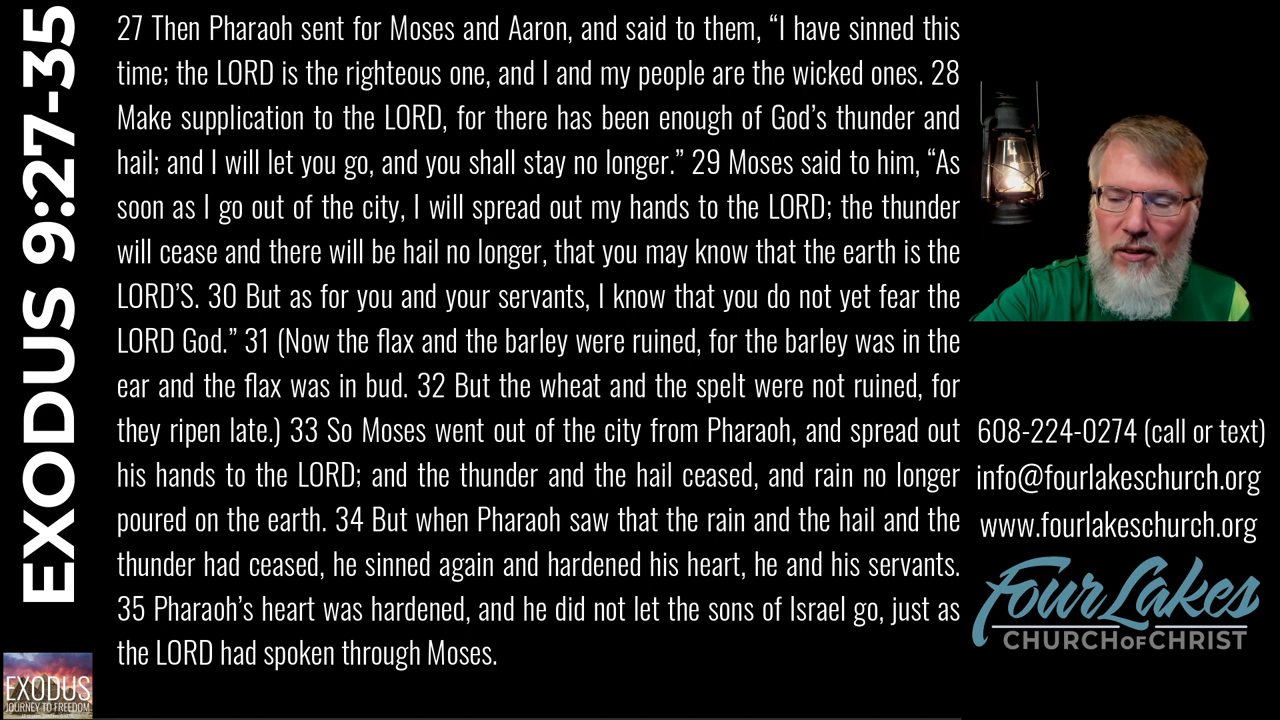 EXODUS 9:27-35
27 Then Pharaoh sent for Moses and Aaron, and said to them, “I have sinned this
time; the LORD is the righteous one, and I and my people are the wicked ones. 28
Make supplication to the LORD, for there has been enough of God’s thunder and
hail; and I will let you go, and you shall stay no longer.” 29 Moses said to him, “As
soon as I go out of the city, I will spread out my hands to the LORD; the thunder
will cease and there will be hail no longer, that you may know that the earth is the
LORD’S. 30 But as for you and your servants, I know that you do not yet fear the
LORD God.” 31 (Now the flax and the barley were ruined, for the barley was in the
ear and the flax was in bud. 32 But the wheat and the spelt were not ruined, for
they ripen late.) 33 So Moses went out of the city from Pharaoh, and spread out
his hands to the LORD; and the thunder and the hail ceased, and rain no longer
poured on the earth. 34 But when Pharaoh saw that the rain and the hail and the
thunder had ceased, he sinned again and hardened his heart, he and his servants.
35 Pharaoh’s heart was hardened, and he did not let the sons of Israel go, just as
the LORD had spoken through Moses.
608-224-0274 (call or text)
info@fourlakeschurch.org
www.fourlakeschurch.org
Four Lakes
CHURCH OF CHRIST
EXODUS
JOURNEY TO FREEDOM